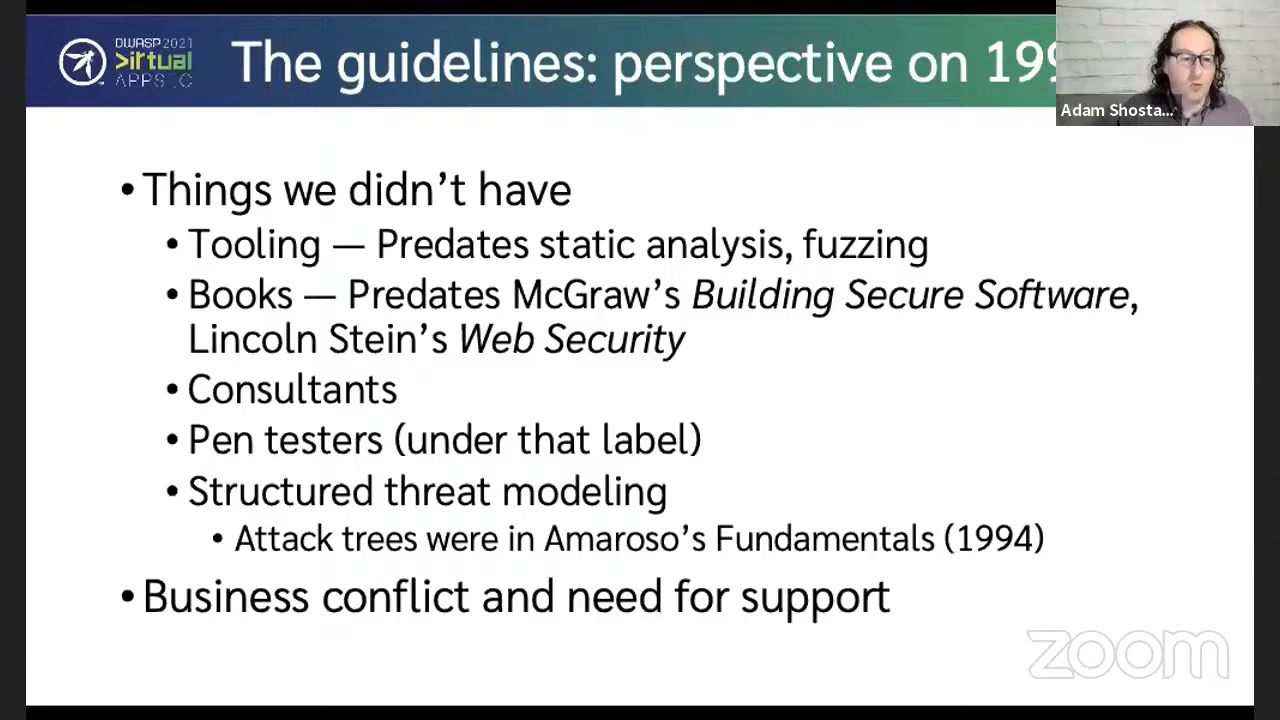 OWASP 2021
>irtual
APPSEC
The guidelines: perspective on 199
Adam Shosta...
•Things we didn’t have
•Tooling — Predates static analysis, fuzzing
•Books — Predates McGraw’s Building Secure Software,
Lincoln Stein’s Web Security
•Consultants
•Pen testers (under that label)
•Structured threat modeling
•Attack trees were in Amaroso’s Fundamentals (1994)
•Business conflict and need for support
zoom